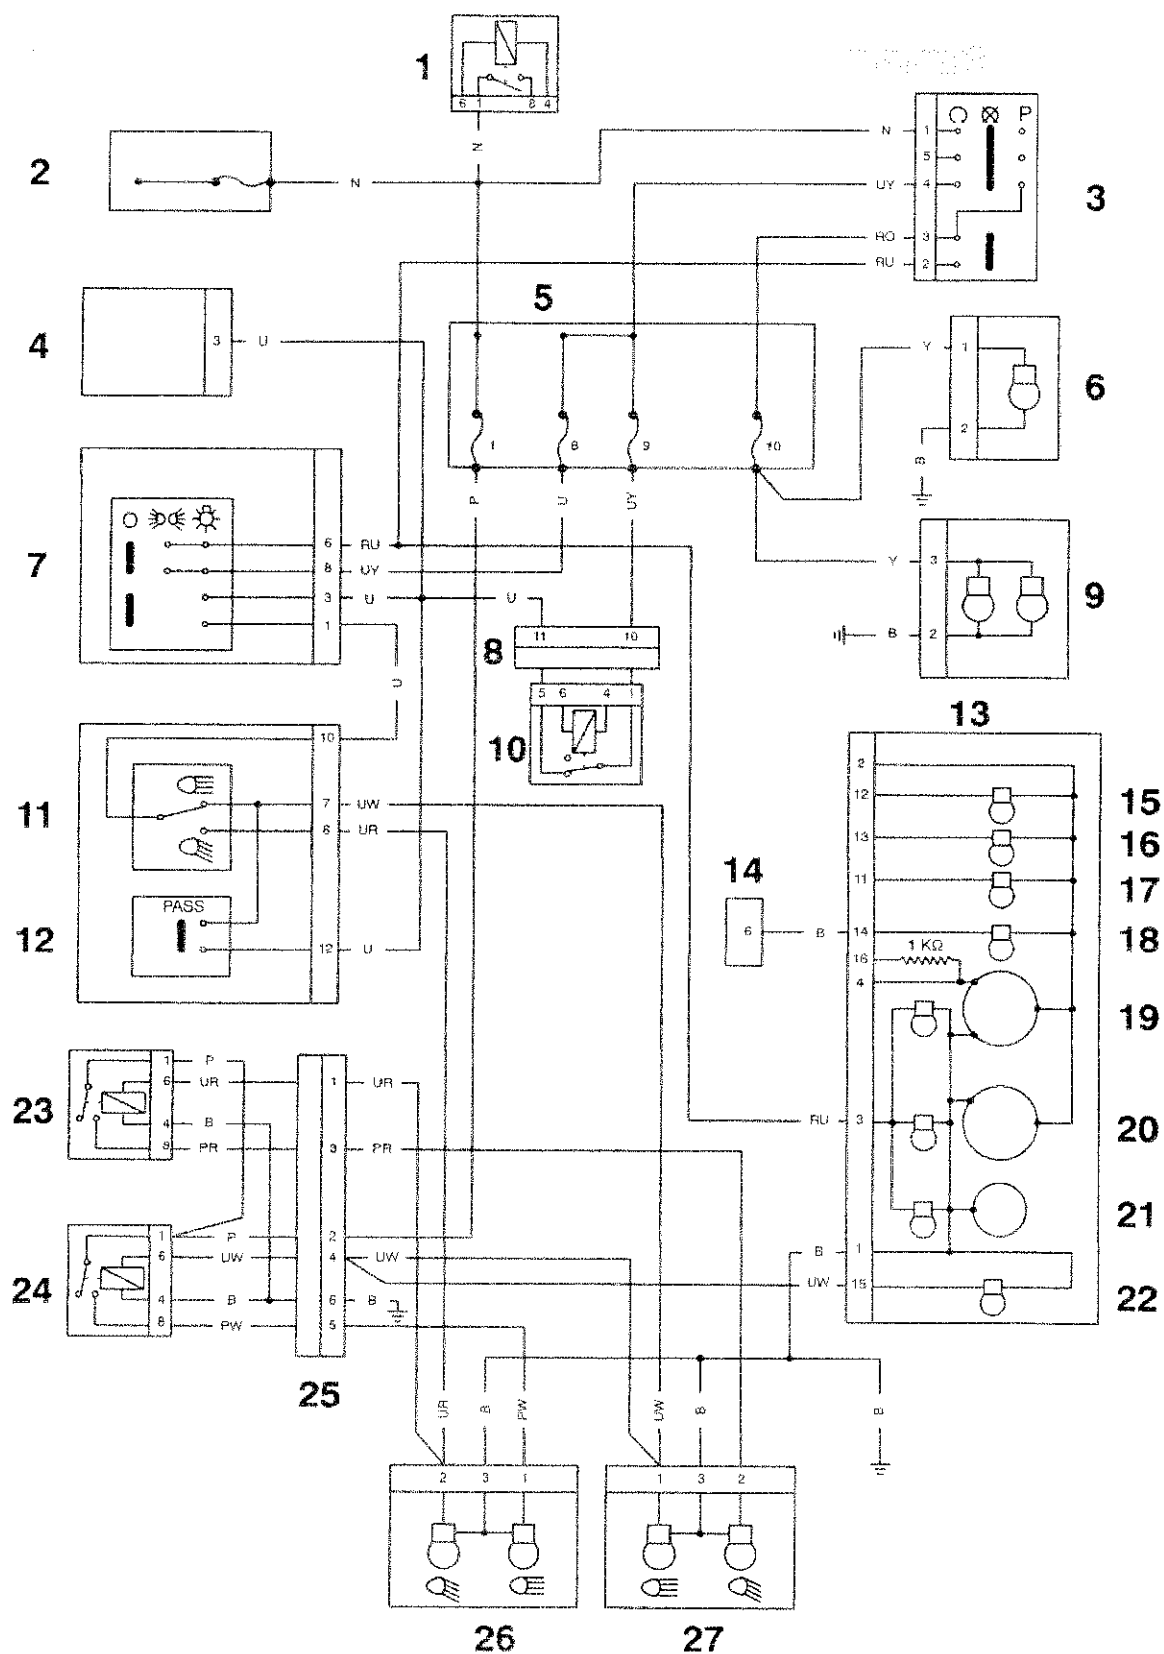 1
6 1 8 4
N
2
N
N 1 P
5
UY 4
3
RO 3
RU 2
5
4
3 U
Y 1
6
1 8 9 10
2
B
P U UY
7
6 RU
8 UY
3 U U
1
Y 3
9
B 2
11 10
8
U
5 6 4 1
10
13
10
2
11
7 UW
6 UR
12 15
13 16
14
11 17
12
PASS
12 U
6 B 14 18
1 KΩ
16
4
19
23
1 P
6 UR 1 UR
4 B
8 PR 3 PR
RU 3
20
21
24
1 P 2
6 UW 4 UW
4 B 6 B
8 PW 5
B 1
UW 15
22
25
UR B PW UW B B
2 3 1 1 3 2
26 27